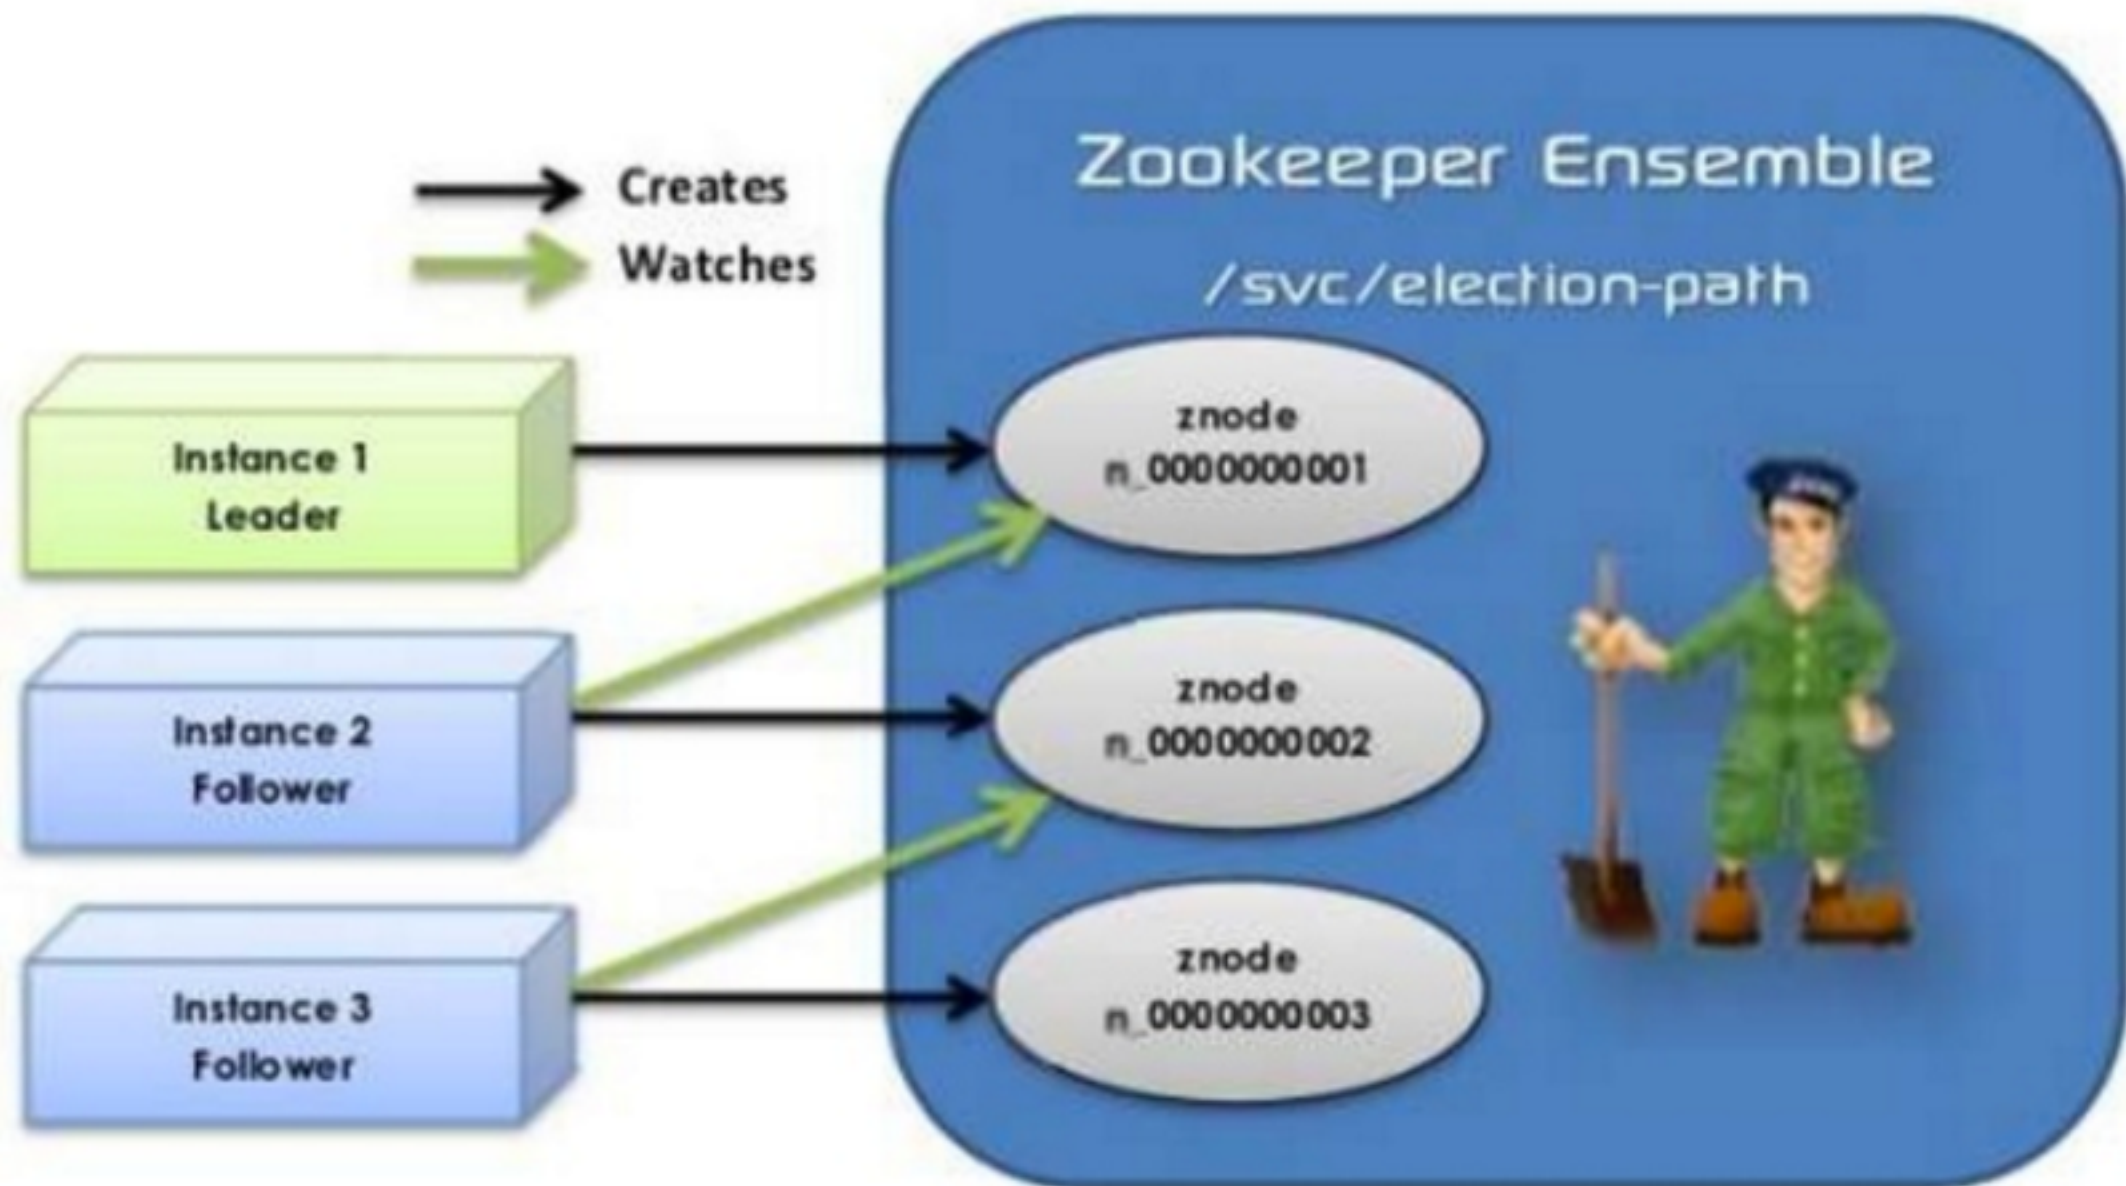 Zookeeper Ensemble
/svc/election-path
Creates
Watches
Instance 1
Leader
znode
n_0000000001
Instance 2
Follower
znode
n_0000000002
Instance 3
Follower
znode
n_0000000003